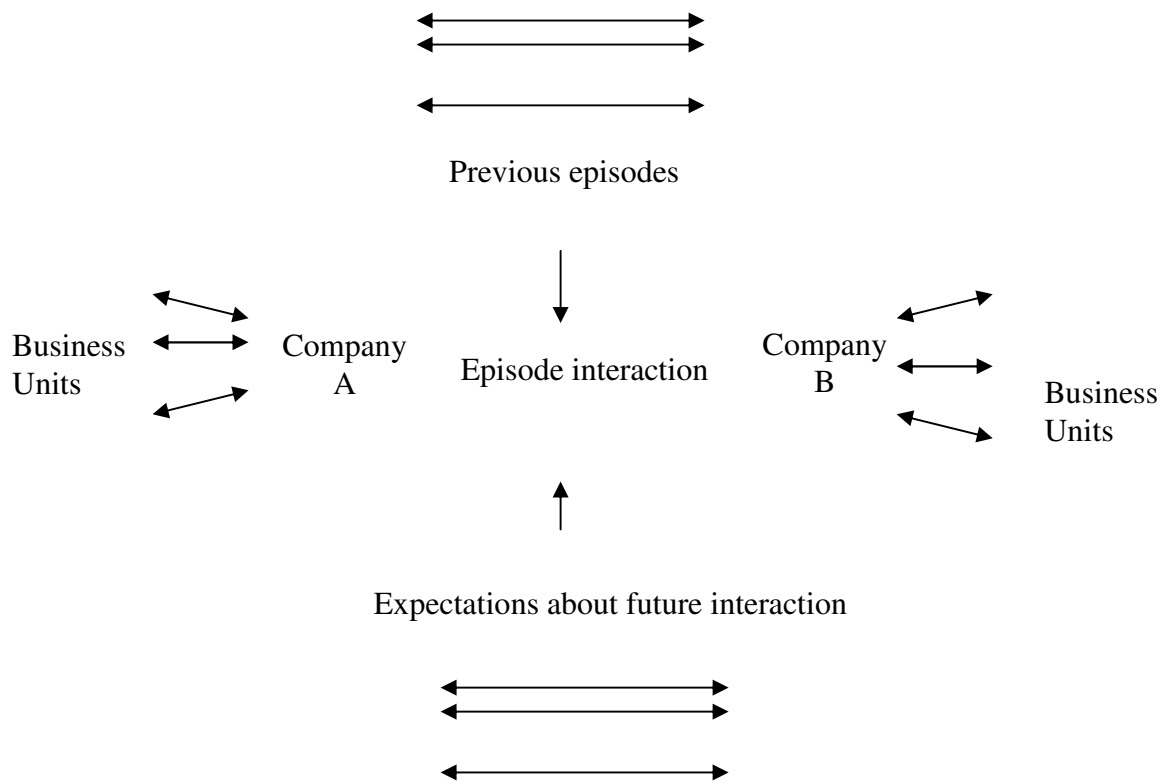 Previous episodes
Business
Units
Company
A
Episode interaction
Company
B
Business
Units
Expectations about future interaction